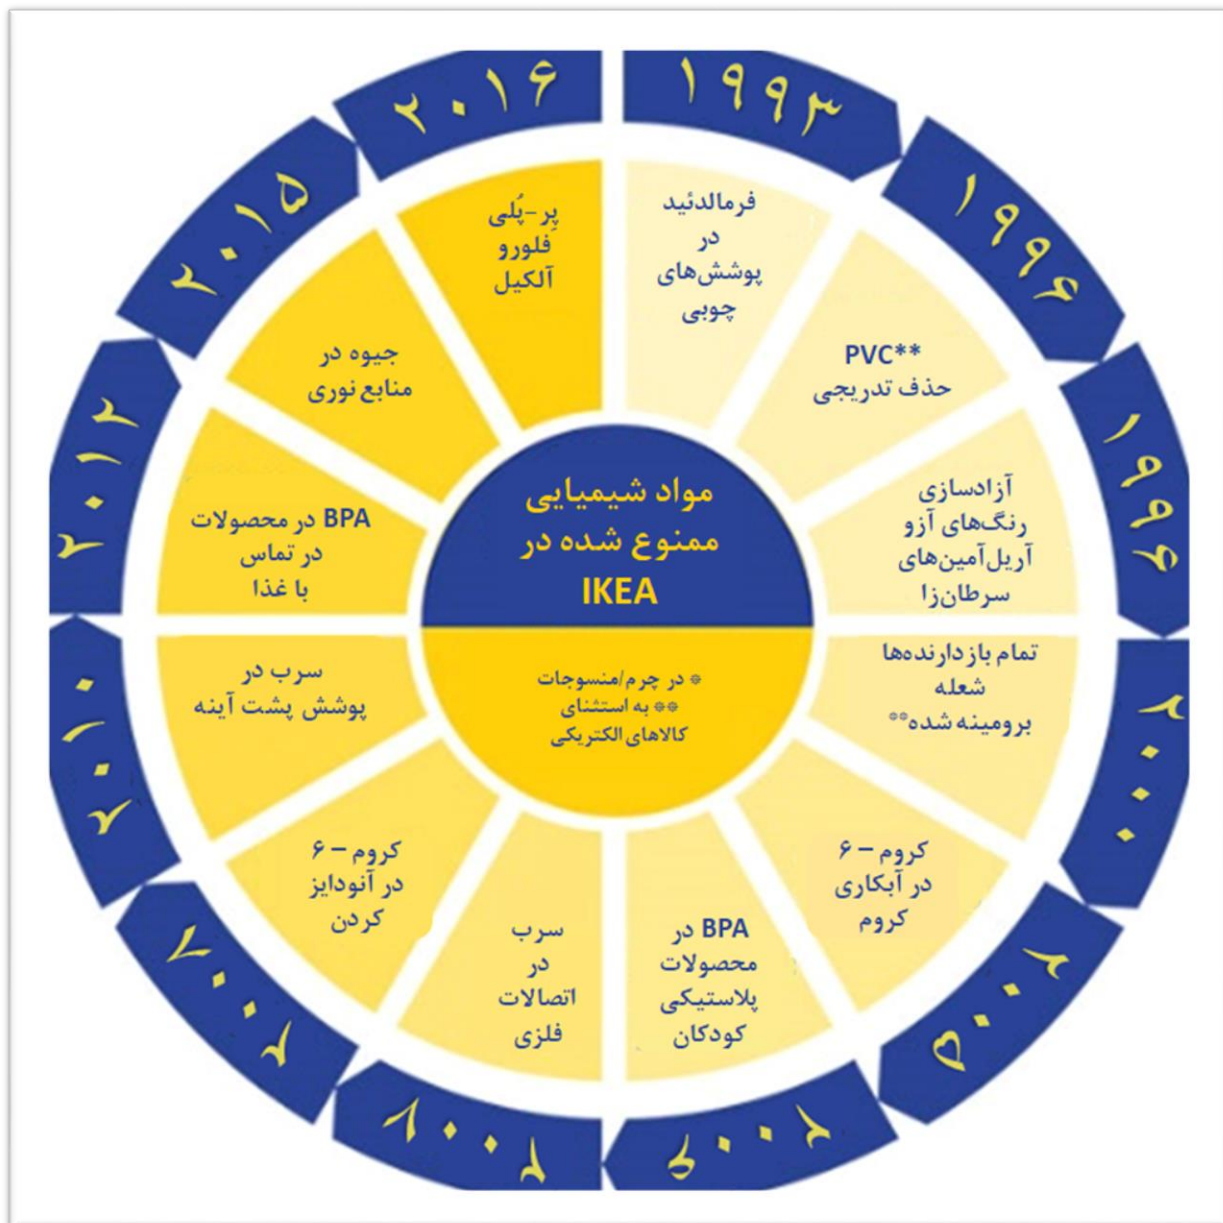 مواد شیمیایی
ممنوع شده در
IKEA
* در چرم/منسوجات
** به استثنای
کالاهای الکتریکی
۱۹۹۳
فرمالدئید
در
پوشش‌های
چوبی
۱۹۹۶
PVC**
حذف تدریجی
۱۹۹۶
آزادسازی
رنگ‌های آزو
آریل‌آمین‌های
سرطان‌زا
۲۰۰۰
تمام بازدارنده‌ها
شعله
برومینه شده**
۲۰۰۵
کروم – ۶
در آبکاری
کروم
۲۰۰۶
BPA در
محصولات
پلاستیکی
کودکان
۲۰۰۷
سرب
در
اتصالات
فلزی
۲۰۰۸
کروم – ۶
در آنودایز
کردن
۲۰۱۰
سرب در
پوشش پشت آینه
۲۰۱۲
BPA در محصولات
در تماس
با غذا
۲۰۱۵
جیوه در
منابع نوری
۲۰۱۶
پِر-پُلی
فلورو
آلکیل